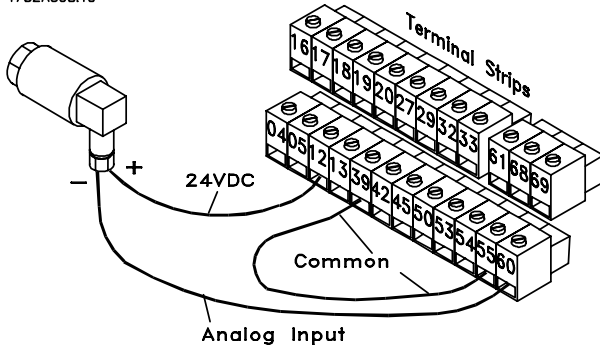 Terminal Strips
16 17 18 19 20 27 29 32 33 61 68 69
04 05 12 13 39 42 45 50 53 54 55 60
+
−
24VDC
Common
Analog Input